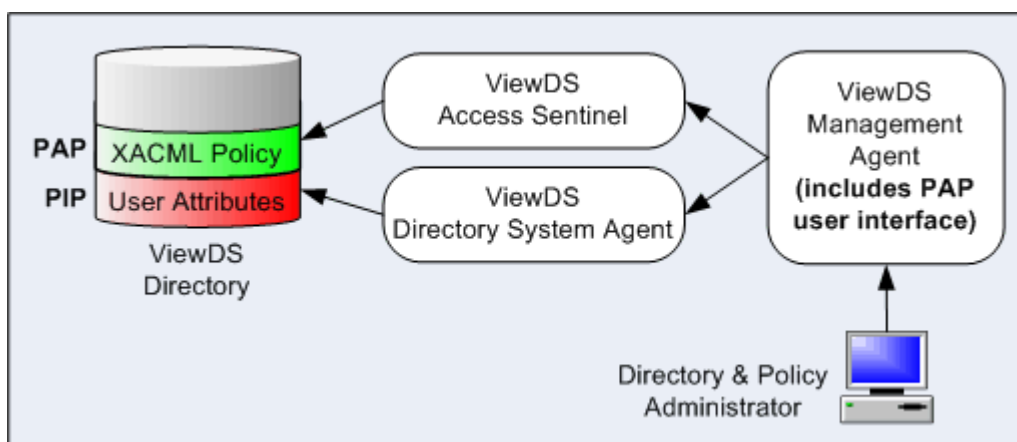 PAP
XACML Policy
PIP
User Attributes
ViewDS
Directory
ViewDS
Access Sentinel
ViewDS
Directory System Agent
ViewDS
Management
Agent
(includes PAP
user interface)
Directory & Policy
Administrator